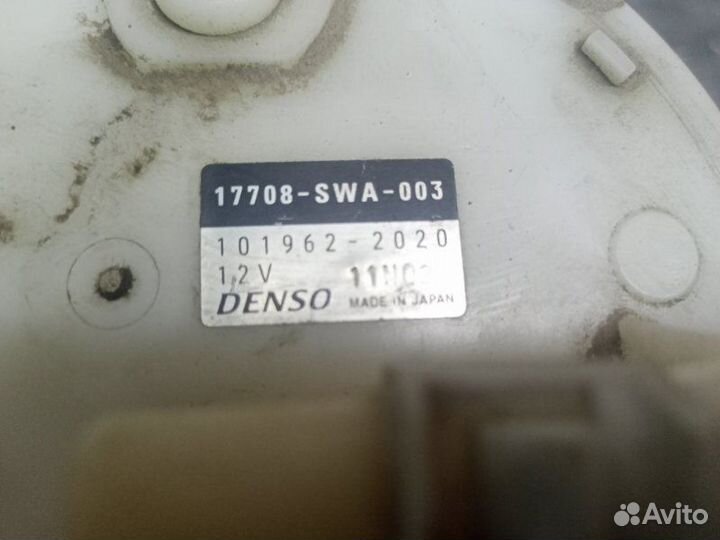 17708-SWA-003
101962-2020
12V
DENSO MADE IN JAPAN
Avito